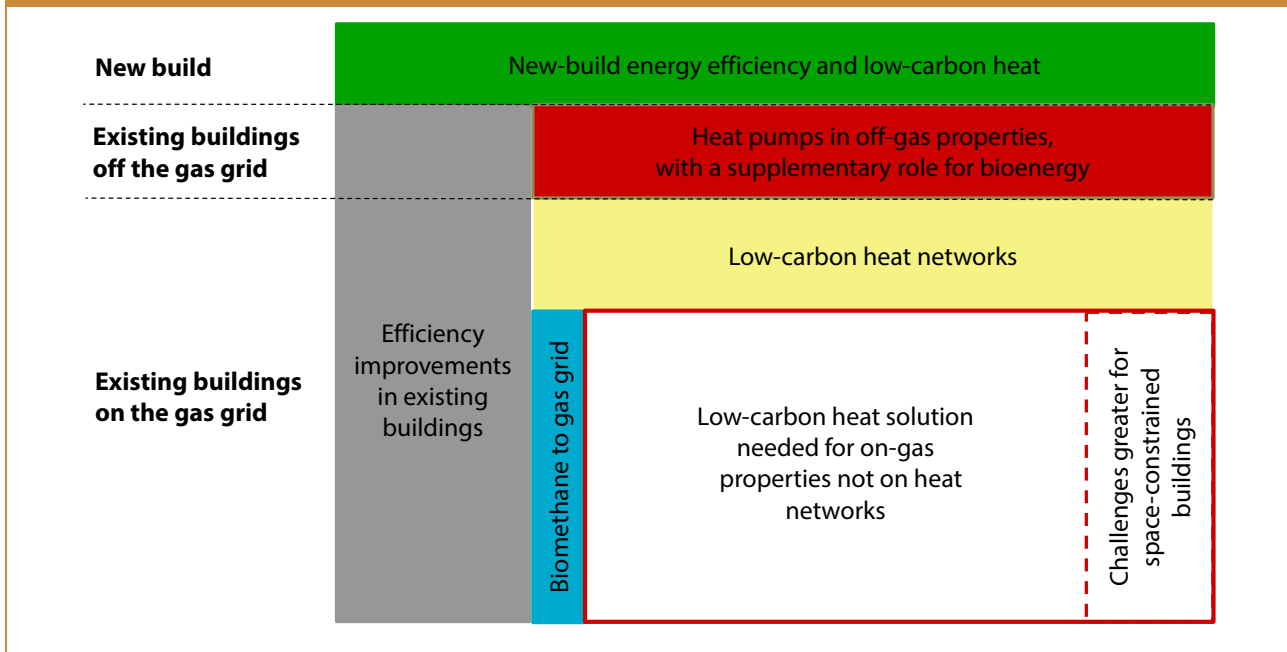 New build
New-build energy efficiency and low-carbon heat
Existing buildings
off the gas grid
Heat pumps in off-gas properties,
with a supplementary role for bioenergy
Low-carbon heat networks
Existing buildings
on the gas grid
Efficiency
improvements
in existing
buildings
Biomethane to gas grid
Low-carbon heat solution
needed for on-gas
properties not on heat
networks
Challenges greater for
space-constrained
buildings